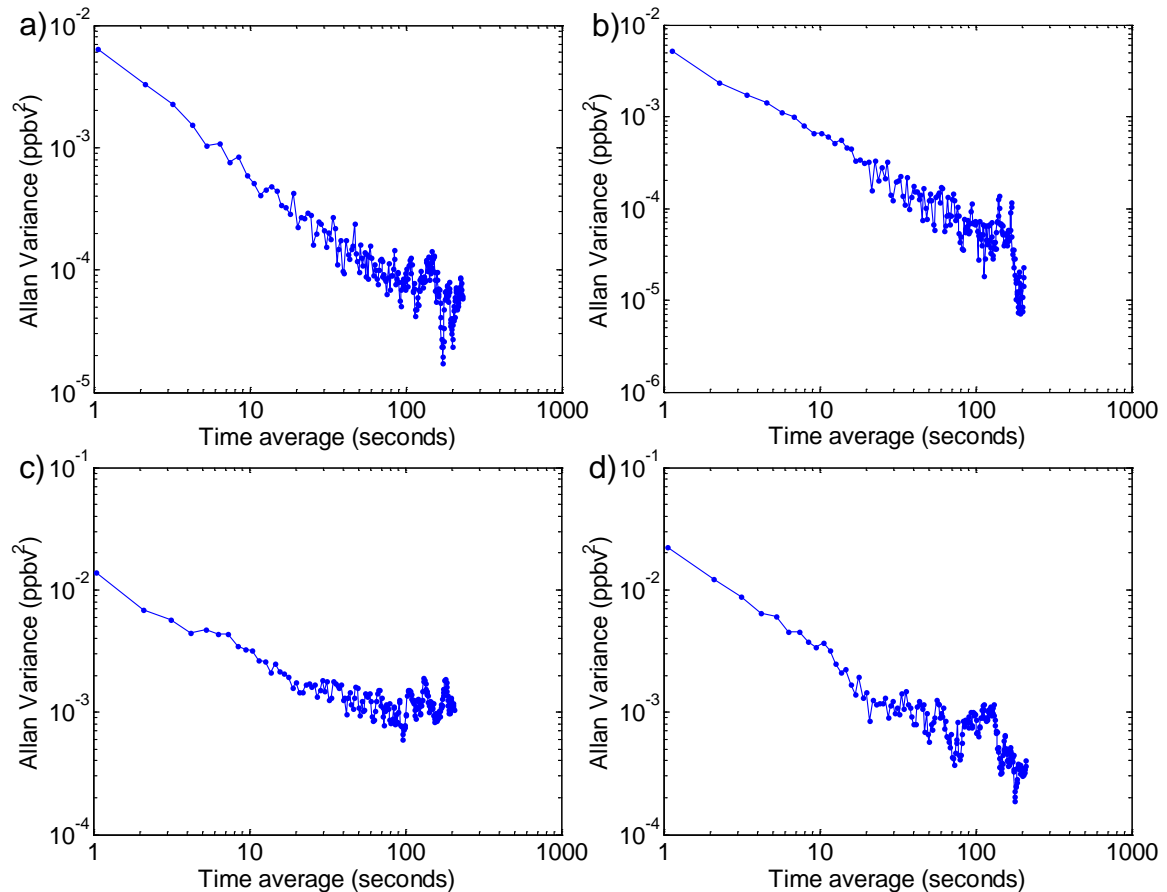 a)
10^-2
10^-3
10^-4
10^-5
Allan Variance (ppbv^2)
1 10 100 1000
Time average (seconds)
b)
10^-2
10^-3
10^-4
10^-5
10^-6
Allan Variance (ppbv^2)
1 10 100 1000
Time average (seconds)
c)
10^-1
10^-2
10^-3
10^-4
Allan Variance (ppbv^2)
1 10 100 1000
Time average (seconds)
d)
10^-1
10^-2
10^-3
10^-4
Allan Variance (ppbv^2)
1 10 100 1000
Time average (seconds)